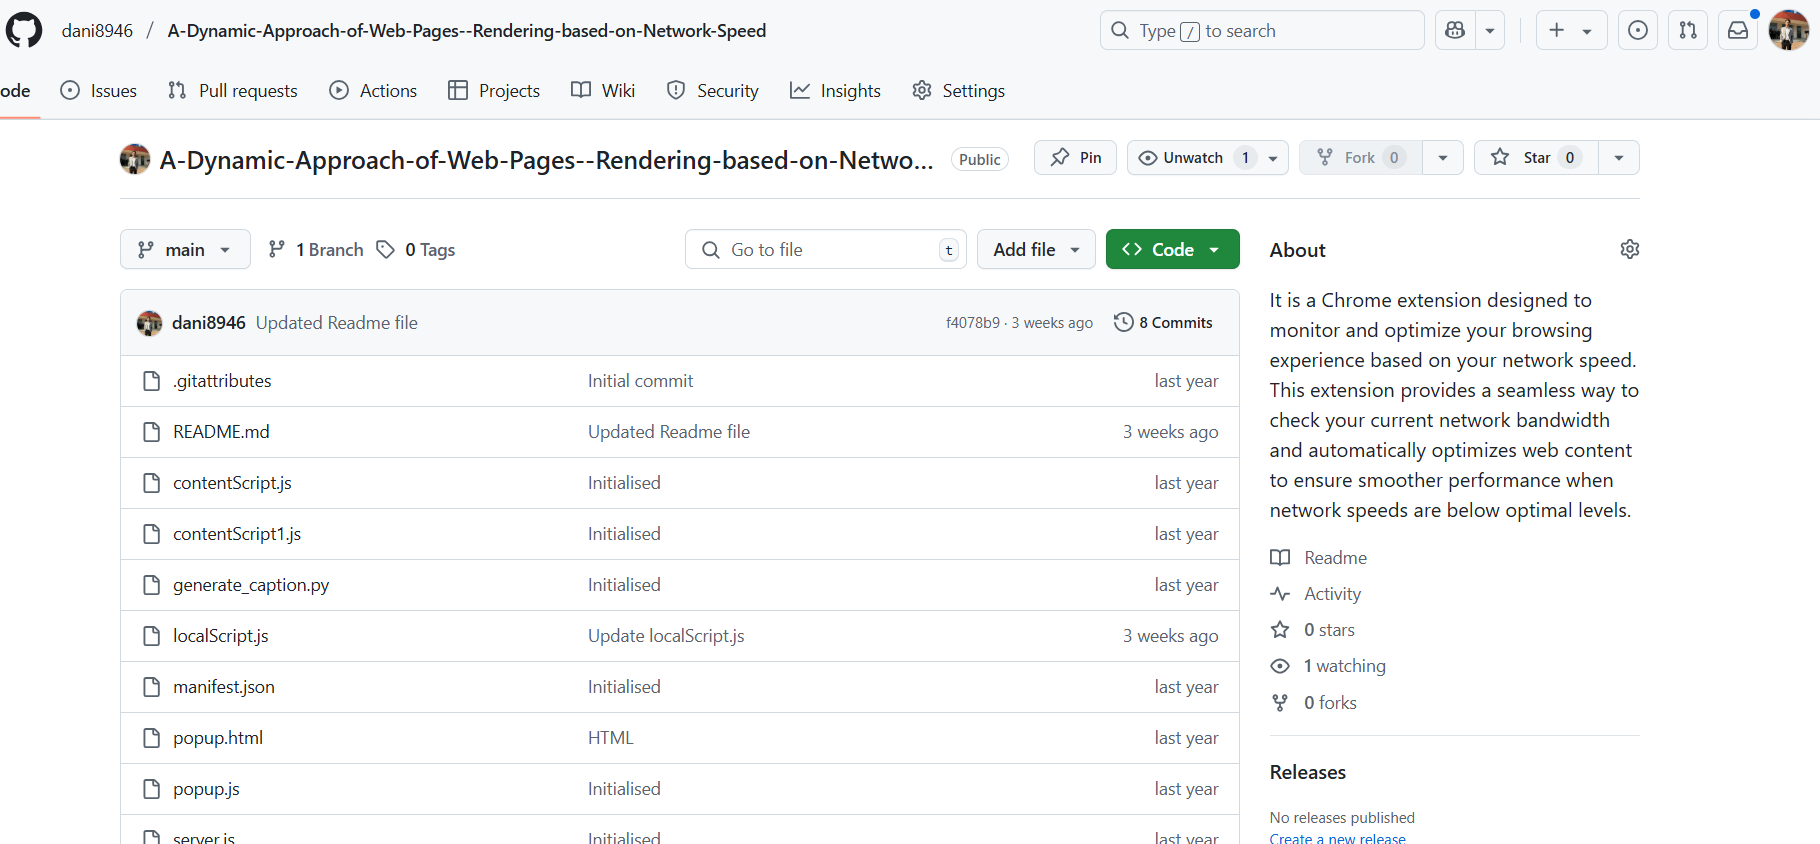 dani8946 / A-Dynamic-Approach-of-Web-Pages--Rendering-based-on-Network-Speed
Type / to search
ode Issues Pull requests Actions Projects Wiki Security Insights Settings
A-Dynamic-Approach-of-Web-Pages--Rendering-based-on-Netwo... Public
Pin
Unwatch 1
Fork 0
Star 0
main
1 Branch
0 Tags
Go to file t
Add file
Code
dani8946 Updated Readme file f4078b9 · 3 weeks ago 8 Commits
.gitattributes Initial commit last year
README.md Updated Readme file 3 weeks ago
contentScript.js Initialised last year
contentScript1.js Initialised last year
generate_caption.py Initialised last year
localScript.js Update localScript.js 3 weeks ago
manifest.json Initialised last year
popup.html HTML last year
popup.js Initialised last year
server.js Initialised last year
About
It is a Chrome extension designed to
monitor and optimize your browsing
experience based on your network speed.
This extension provides a seamless way to
check your current network bandwidth
and automatically optimizes web content
to ensure smoother performance when
network speeds are below optimal levels.
Readme
Activity
0 stars
1 watching
0 forks
Releases
No releases published
Create a new release